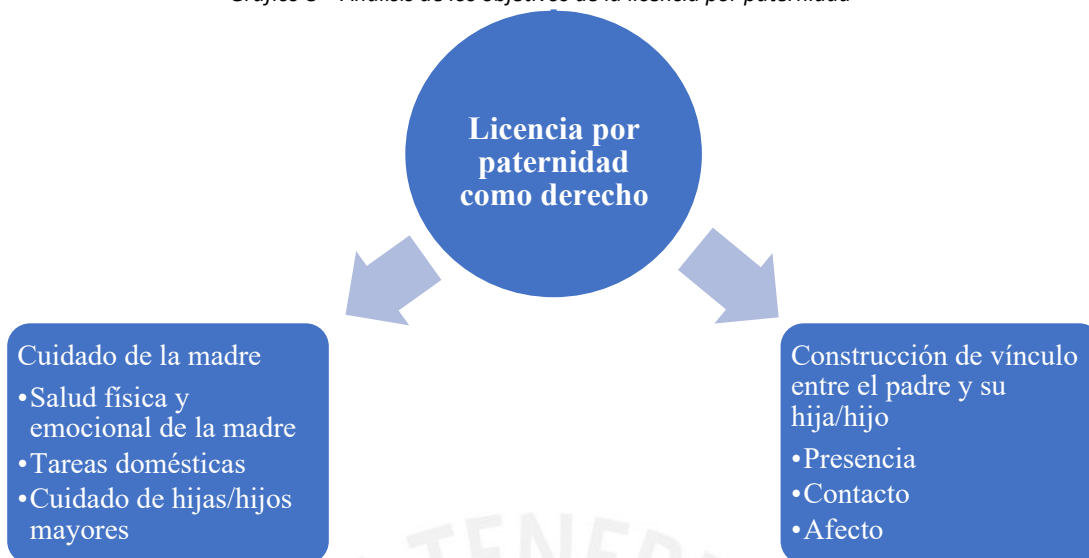 Licencia por
paternidad
como derecho
Cuidado de la madre
•Salud física y
emocional de la madre
•Tareas domésticas
•Cuidado de hijas/hijos
mayores
Construcción de vínculo
entre el padre y su
hija/hijo
•Presencia
•Contacto
•Afecto
TENEB